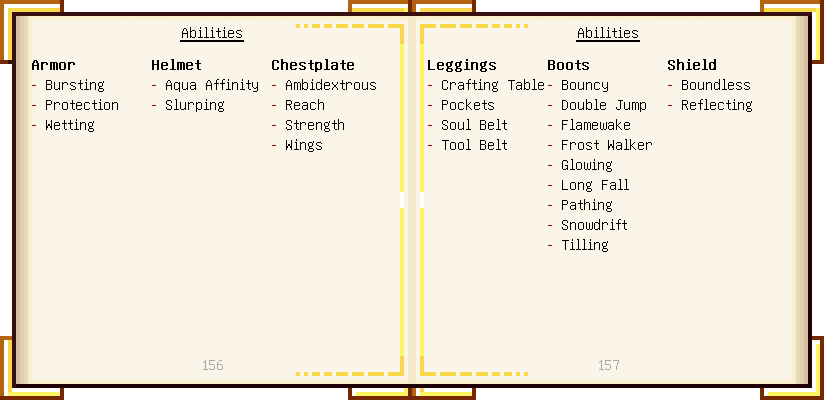 Abilities
Armor
- Bursting
- Protection
- Wetting
Helmet
- Aqua Affinity
- Slurping
Chestplate
- Ambidextrous
- Reach
- Strength
- Wings
156
Abilities
Leggings
- Crafting Table
- Pockets
- Soul Belt
- Tool Belt
Boots
- Bouncy
- Double Jump
- Flamewake
- Frost Walker
- Glowing
- Long Fall
- Pathing
- Snowdrift
- Tilling
Shield
- Boundless
- Reflecting
157